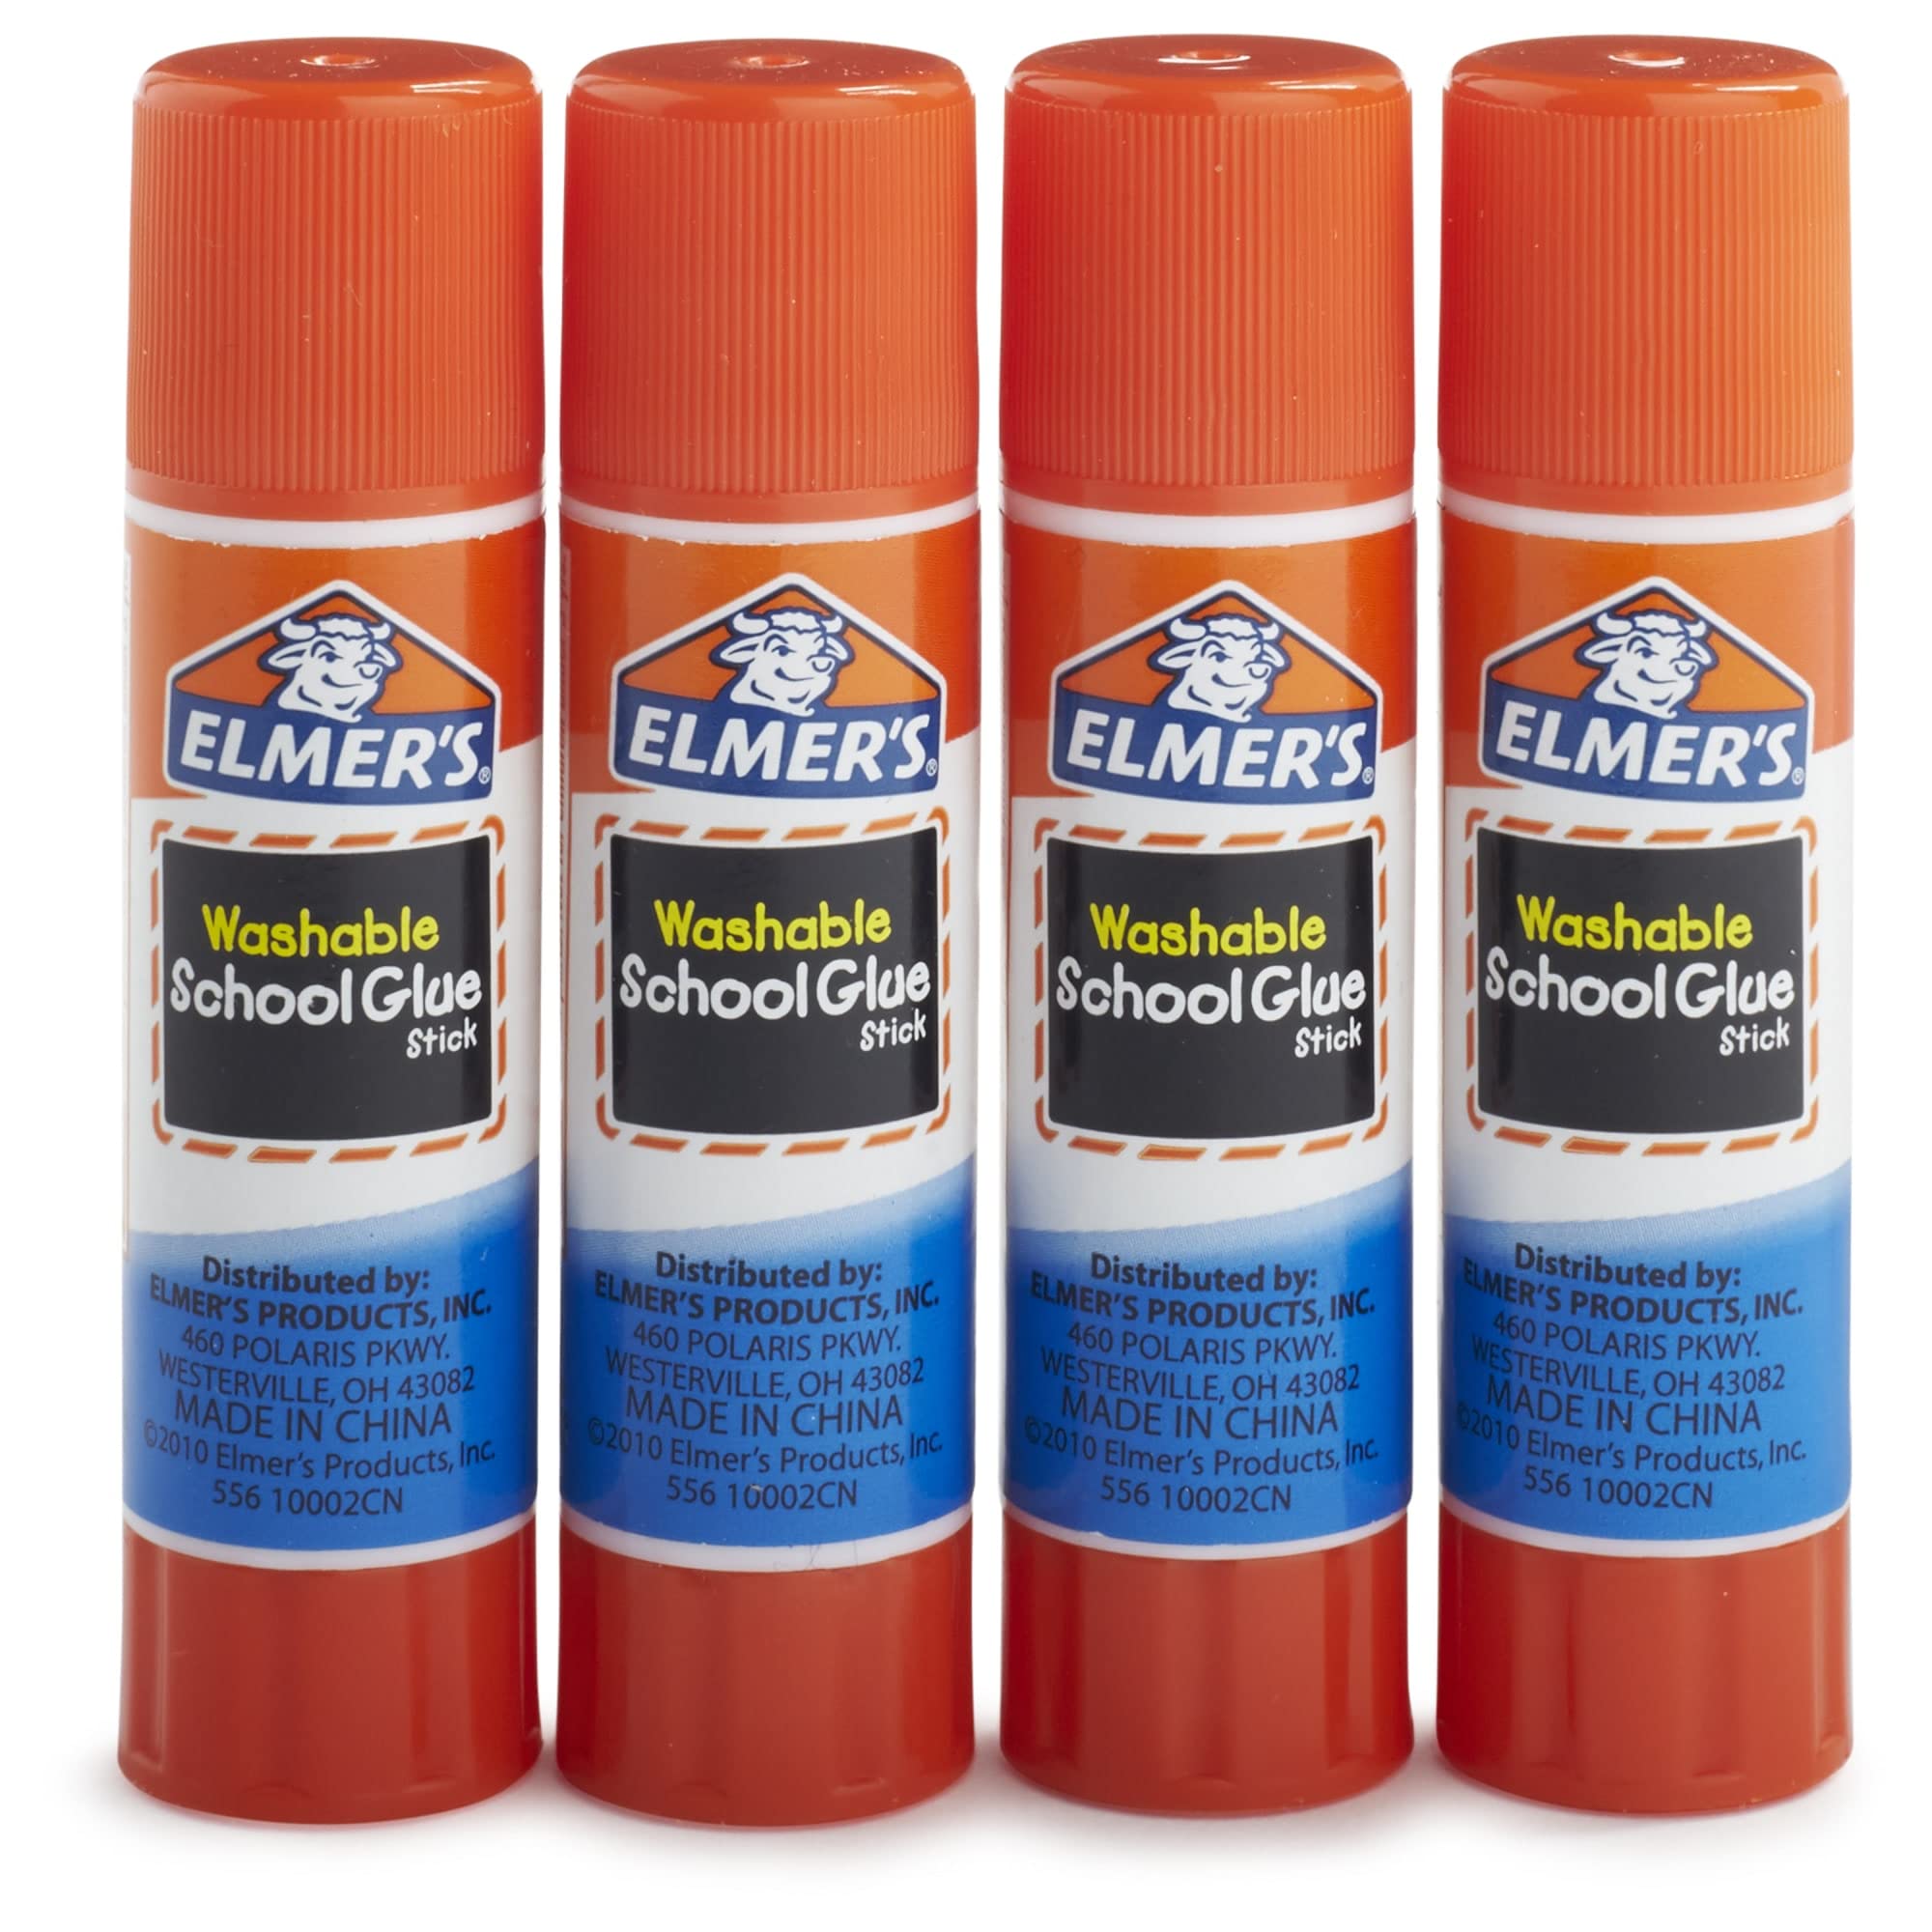 ELMER'S®
Washable
School Glue
Stick
Distributed by:
ELMER'S PRODUCTS, INC.
460 POLARIS PKWY.
WESTERVILLE, OH 43082
MADE IN CHINA
©2010 Elmer's Products, Inc.
556 10002CN
ELMER'S®
Washable
School Glue
Stick
Distributed by:
ELMER'S PRODUCTS, INC.
460 POLARIS PKWY.
WESTERVILLE, OH 43082
MADE IN CHINA
©2010 Elmer's Products, Inc.
556 10002CN
ELMER'S®
Washable
School Glue
Stick
Distributed by:
ELMER'S PRODUCTS, INC.
460 POLARIS PKWY.
WESTERVILLE, OH 43082
MADE IN CHINA
©2010 Elmer's Products, Inc.
556 10002CN
ELMER'S®
Washable
School Glue
Stick
Distributed by:
ELMER'S PRODUCTS, INC.
460 POLARIS PKWY.
WESTERVILLE, OH 43082
MADE IN CHINA
©2010 Elmer's Products, Inc.
556 10002CN